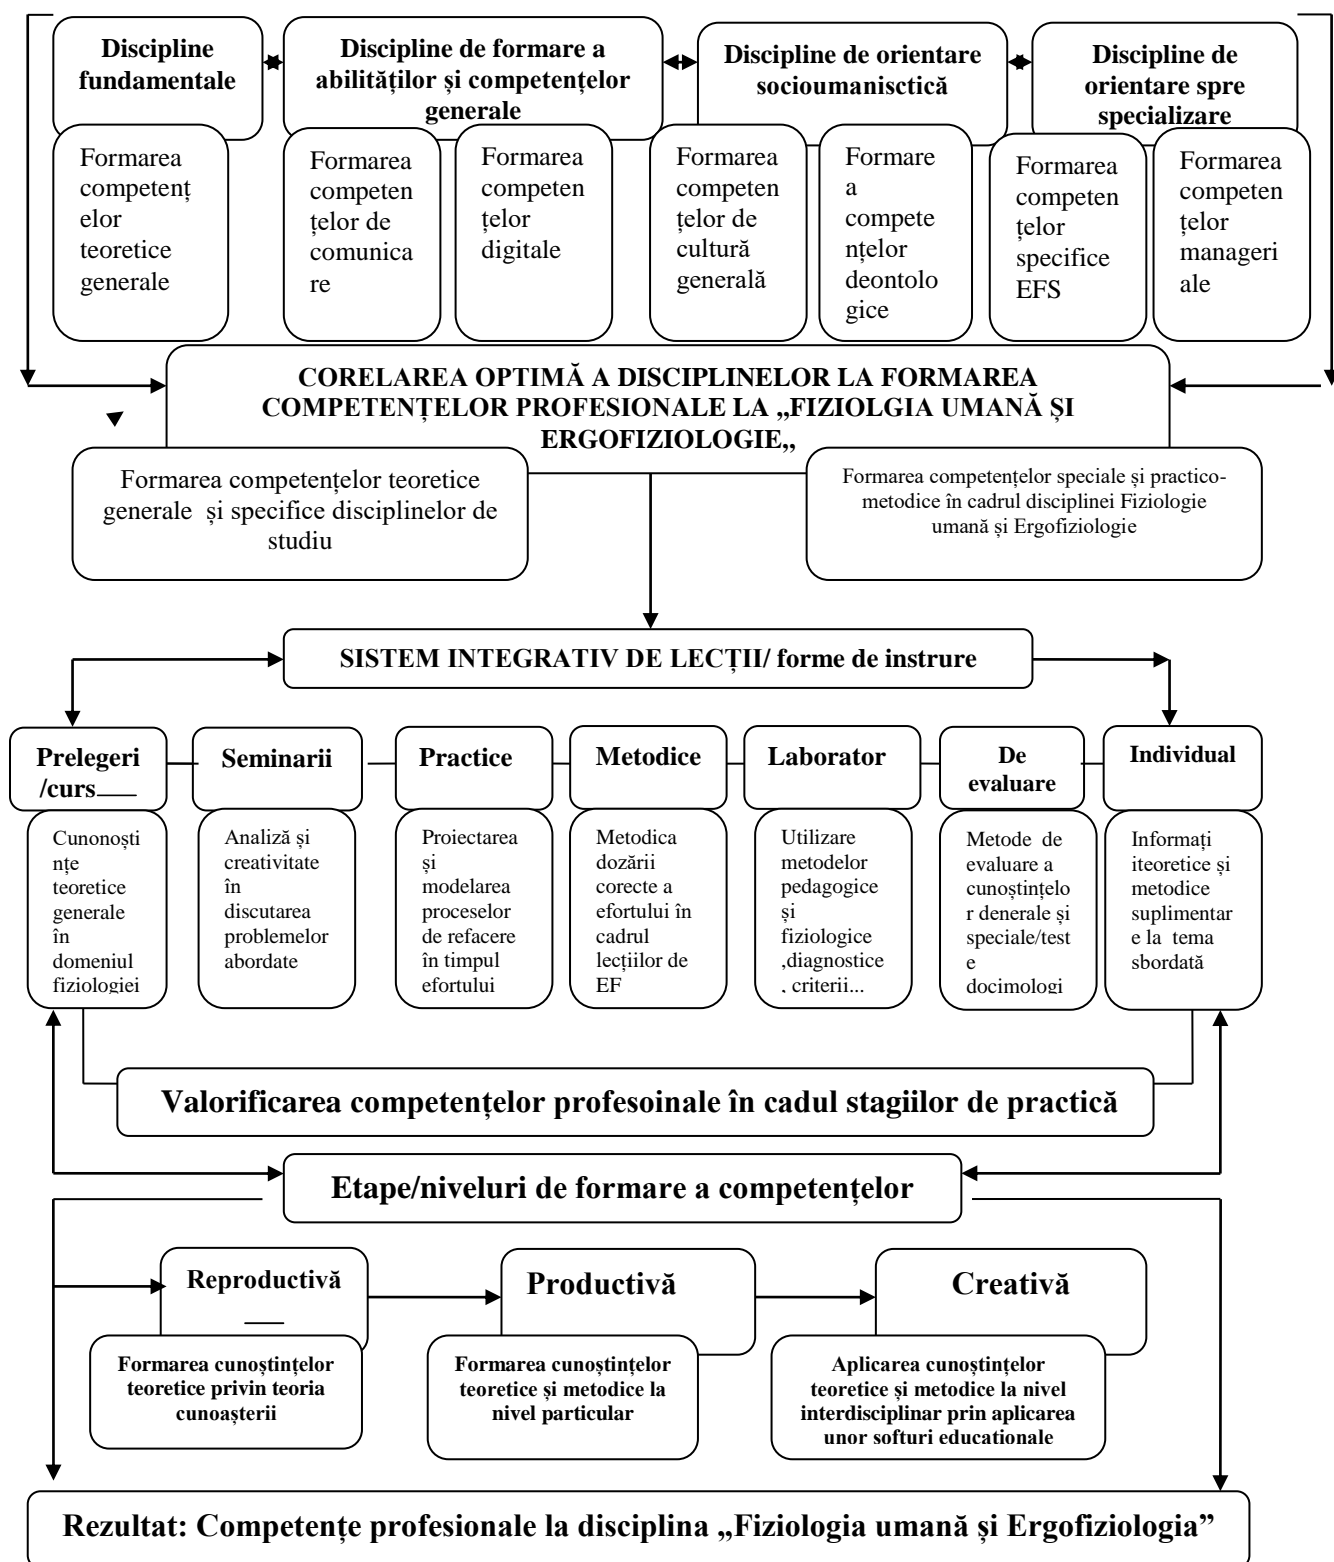 Discipline
fundamentale
Discipline de formare a
abilităților și competențelor
generale
Discipline de orientare
socioumanisctică
Discipline de
orientare spre
specializare
Formarea
competenț
elor
teoretice
generale
Formarea
competen
țelor de
comunica
re
Formarea
competen
țelor
digitale
Formarea
competen
țelor de
cultură
generală
Formare
a
compete
nțelor
deontolo
gice
Formarea
competen
țelor
specifice
EFS
Formarea
competen
țelor
manageri
ale
CORELAREA OPTIMĂ A DISCIPLINELOR LA FORMAREA
COMPETENȚELOR PROFESIONALE LA „FIZIOLGIA UMANĂ ȘI
ERGOFIZIOLOGIE„
Formarea competențelor teoretice
generale și specifice disciplinelor de
studiu
Formarea competențelor speciale și practico-
metodice în cadrul disciplinei Fiziologie
umană și Ergofiziologie
SISTEM INTEGRATIV DE LECȚII/ forme de instrure
Prelegeri
/curs
Seminarii
Practice
Metodice
Laborator
De
evaluare
Individual
Cunonoști
nțe
teoretice
generale
în
domeniul
fiziologiei
Analiză și
creativitate
în
discutarea
problemelor
abordate
Proiectarea
și
modelarea
proceselor
de refacere
în timpul
efortului
Metodica
dozării
corecte a
efortului în
cadrul
lecțiilor de
EF
Utilizare
metodelor
pedagogice
și
fiziologice
,diagnostice
, criterii...
Metode de
evaluare a
cunoștințelo
r denerale și
speciale/test
e
docimologi
Informați
iteoretice și
metodice
suplimentar
e la tema
sbordată
Valorificarea competențelor profesoinale în cadul stagiilor de practică
Etape/niveluri de formare a competențelor
Reproductivă
Productivă
Creativă
Formarea cunoștințelor
teoretice privin teoria
cunoașterii
Formarea cunoștințelor
teoretice și metodice la
nivel particular
Aplicarea cunoștințelor
teoretice și metodice la nivel
interdisciplinar prin aplicarea
unor softuri educationale
Rezultat: Competențe profesionale la disciplina „Fiziologia umană și Ergofiziologia”